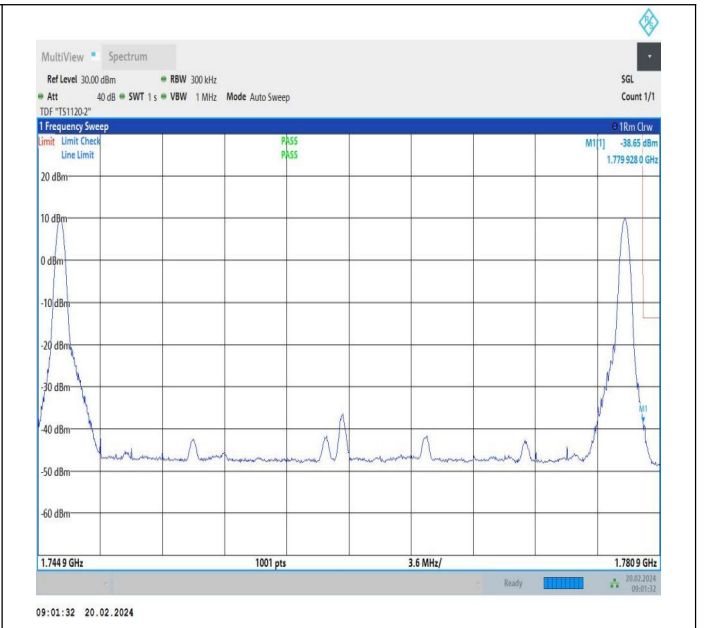 MultiView Spectrum
Ref Level 30.00 dBm RBW 300 kHz SGL
Att 40 dB SWT 1 s VBW 1 MHz Mode Auto Sweep Count 1/1
TDF "TS1120-2"
1 Frequency Sweep 1Rm Clrw
Limit Limit Check PASS M1[1] -38.65 dBm
Line Limit PASS 1.779 928 0 GHz
20 dBm
10 dBm
0 dBm
-10 dBm
-20 dBm
-30 dBm
M1
-40 dBm
-50 dBm
-60 dBm
1.744 9 GHz 1001 pts 3.6 MHz/ 1.780 9 GHz
Ready 20.02.2024
09:01:32
09:01:32 20.02.2024